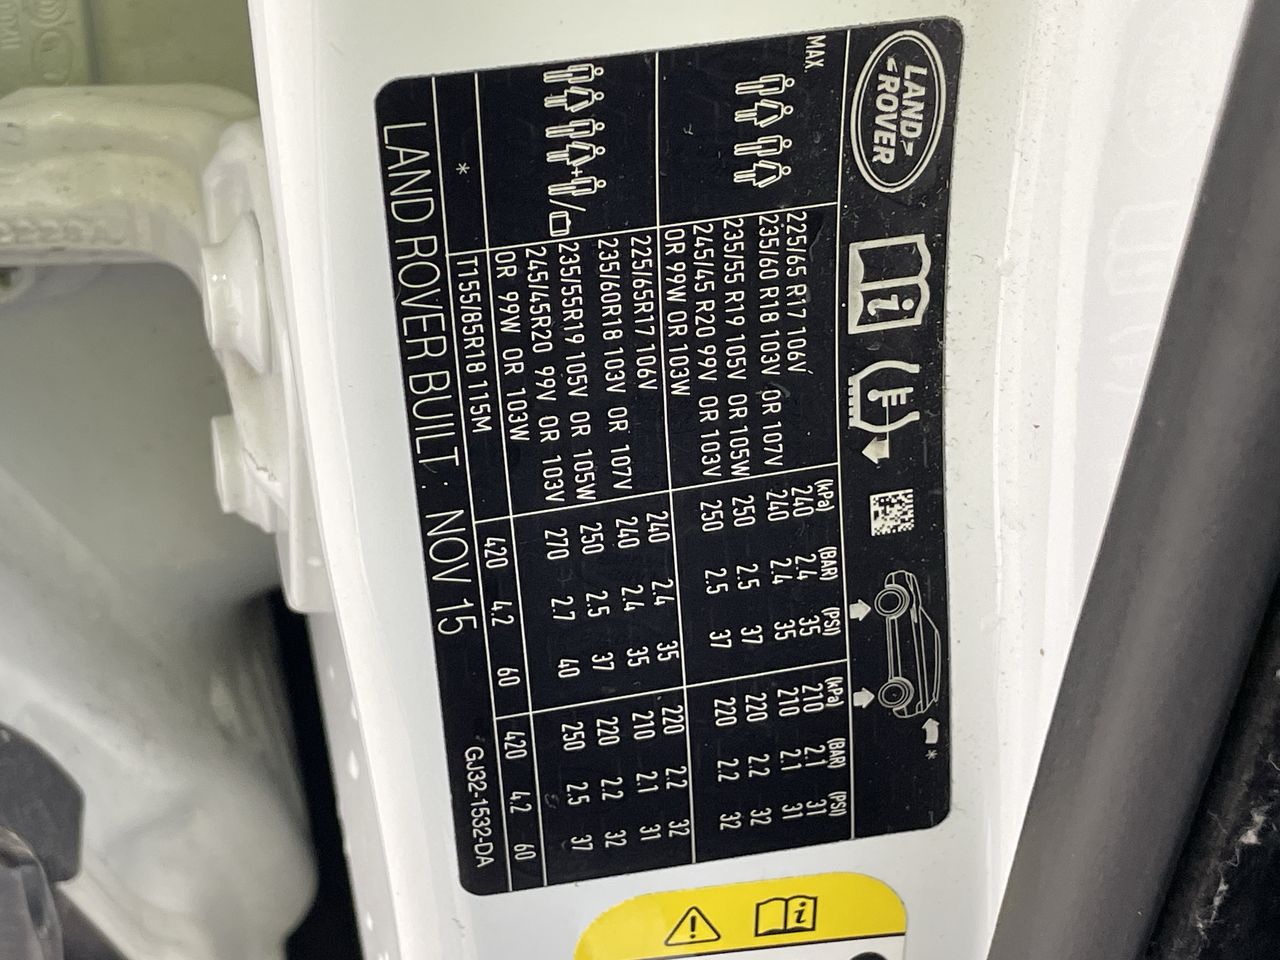 LAND
ROVER
MAX.
(kPa) (BAR) (PSI) (kPa) (BAR) (PSI)
225/65 R17 106V 240 2.4 35 210 2.1 31
235/60 R18 103V OR 107V 240 2.4 35 210 2.1 31
235/55 R19 105V OR 105W 250 2.5 37 220 2.2 32
245/45 R20 99V OR 103V 250 2.5 37 220 2.2 32
OR 99W OR 103W
225/65R17 106V 240 2.4 35 220 2.2 32
235/60R18 103V OR 107V 240 2.4 35 210 2.1 31
235/55R19 105V OR 105W 250 2.5 37 220 2.2 32
245/45R20 99V OR 103V 270 2.7 40 250 2.5 37
OR 99W OR 103W
* T155/85R18 115M 420 4.2 60 420 4.2 60
LAND ROVER BUILT : NOV 15 GJ32-1532-DA